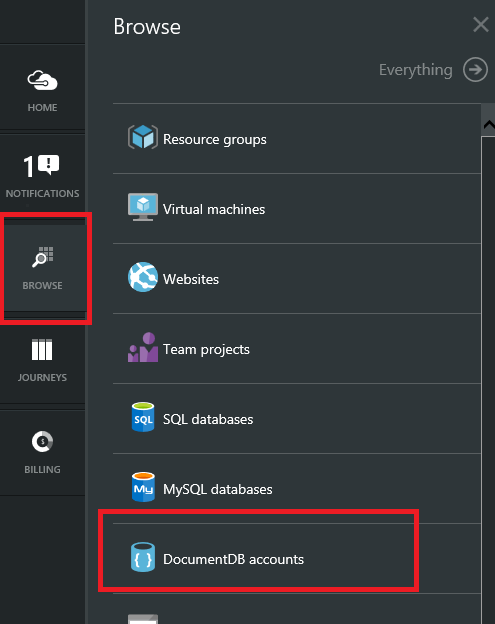 Browse
Everything
HOME
1
NOTIFICATIONS
BROWSE
JOURNEYS
BILLING
Resource groups
Virtual machines
Websites
Team projects
SQL
SQL databases
My
MySQL databases
{ }
DocumentDB accounts